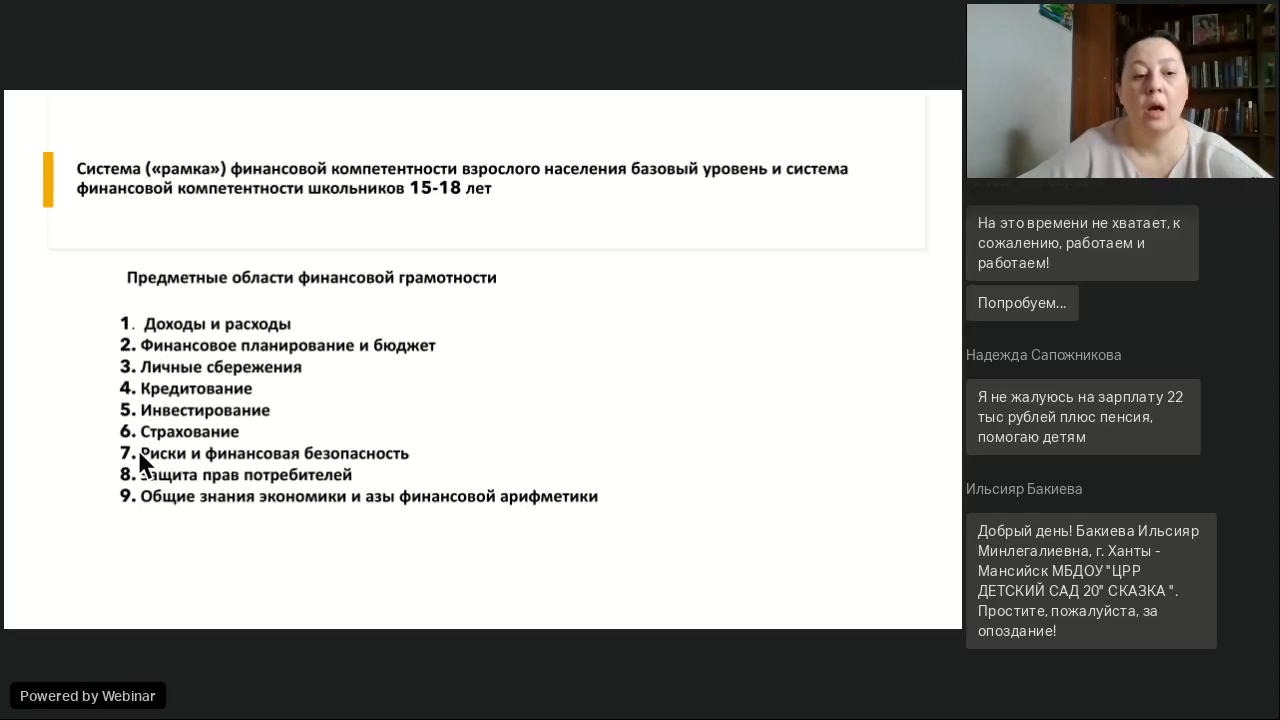 Система («рамка») финансовой компетентности взрослого населения базовый уровень и система
финансовой компетентности школьников 15-18 лет
Предметные области финансовой грамотности
1. Доходы и расходы
2. Финансовое планирование и бюджет
3. Личные сбережения
4. Кредитование
5. Инвестирование
6. Страхование
7. Риски и финансовая безопасность
8. Защита прав потребителей
9. Общие знания экономики и азы финансовой арифметики
На это времени не хватает, к
сожалению, работаем и
работаем!
Попробуем...
Надежда Сапожникова
Я не жалуюсь на зарплату 22
тыс рублей плюс пенсия,
помогаю детям
Ильсияр Бакиева
Добрый день! Бакиева Ильсияр
Минлегалиевна, г. Ханты -
Мансийск МБДОУ "ЦРР
ДЕТСКИЙ САД 20" СКАЗКА ".
Простите, пожалуйста, за
опоздание!
Powered by Webinar